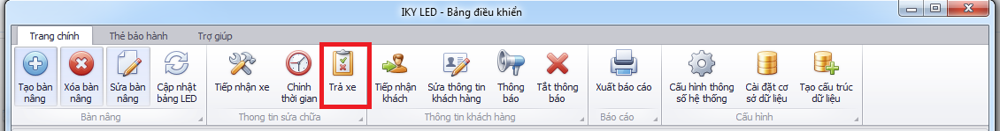 IKY LED - Bảng điều khiển
Trang chính Thẻ bảo hành Trợ giúp
Tạo bàn nâng
Xóa bàn nâng
Sửa bàn nâng
Cập nhật bảng LED
Tiếp nhận xe
Chỉnh thời gian
Trả xe
Tiếp nhận khách
Sửa thông tin khách hàng
Thông báo
Tắt thông báo
Xuất báo cáo
Cấu hình thông số hệ thống
Cài đặt cơ sở dữ liệu
Tạo cấu trúc dữ liệu
Bàn nâng
Thong tin sửa chữa
Thông tin khách hàng
Báo cáo
Cấu hình